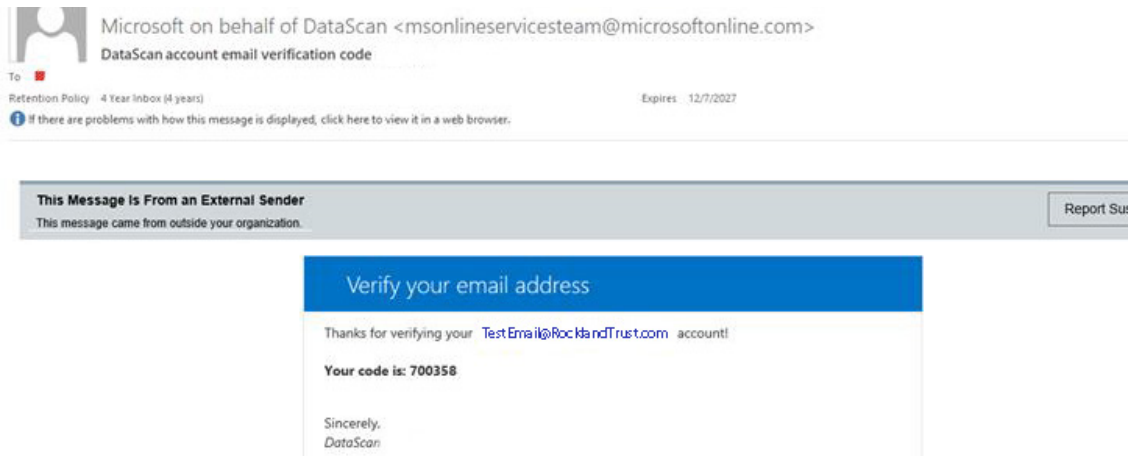 Microsoft on behalf of DataScan <msonlineservicesteam@microsoftonline.com>
DataScan account email verification code
To
Retention Policy 4 Year Inbox (4 years) Expires 12/7/2027
If there are problems with how this message is displayed, click here to view it in a web browser.
This Message Is From an External Sender
This message came from outside your organization.
Report Sus
Verify your email address
Thanks for verifying your TestEmail@RocklandTrust.com account!
Your code is: 700358
Sincerely,
DataScan